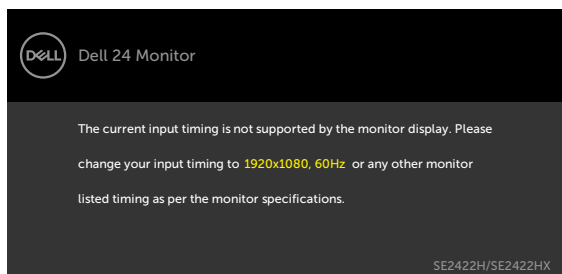 DELL Dell 24 Monitor
The current input timing is not supported by the monitor display. Please
change your input timing to 1920x1080, 60Hz or any other monitor
listed timing as per the monitor specifications.
SE2422H/SE2422HX